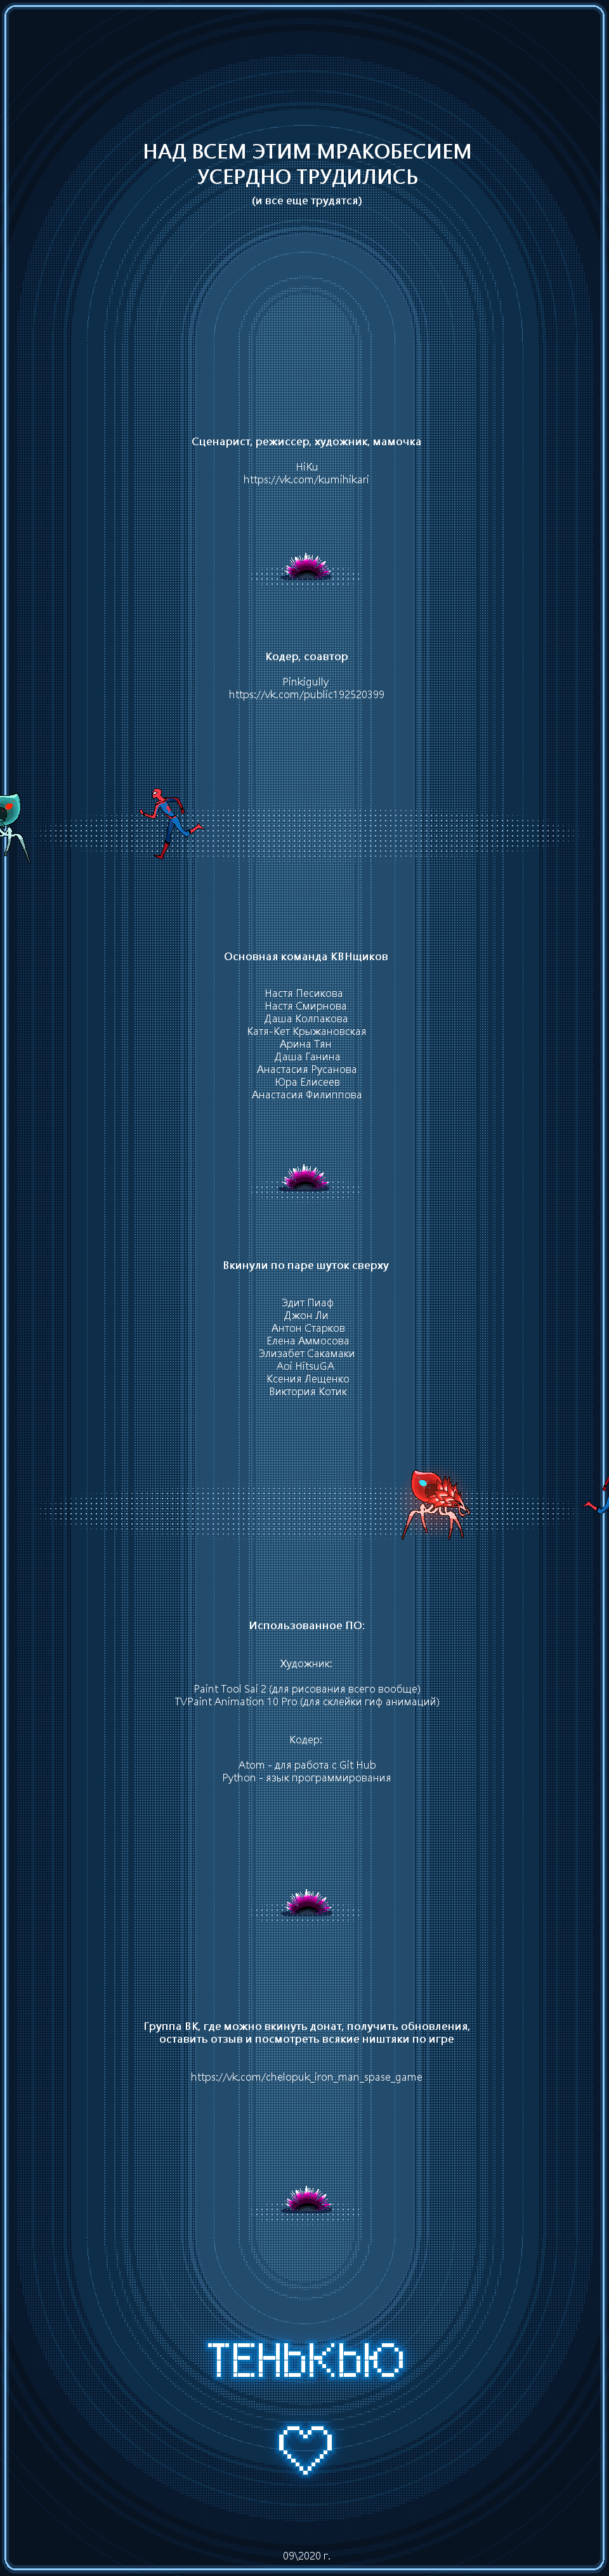 НАД ВСЕМ ЭТИМ МРАКОБЕСИЕМ
УСЕРДНО ТРУДИЛИСЬ
(и все еще трудятся)
Сценарист, режиссер, художник, мамочка
HiKu
https://vk.com/kumihikari
Кодер, соавтор
Pinkigully
https://vk.com/public192520399
Основная команда КВНщиков
Настя Песикова
Настя Смирнова
Даша Колпакова
Катя-Кет Крыжановская
Арина Тян
Даша Ганина
Анастасия Русанова
Юра Елисеев
Анастасия Филиппова
Вкинули по паре шуток сверху
Эдит Пиаф
Джон Ли
Антон Старков
Елена Аммосова
Элизабет Сакамаки
Aoi HitsuGA
Ксения Лещенко
Виктория Котик
Использованное ПО:
Художник:
Paint Tool Sai 2 (для рисования всего вообще)
TVPaint Animation 10 Pro (для склейки гиф анимаций)
Кодер:
Atom - для работа с Git Hub
Python - язык программирования
Группа ВК, где можно вкинуть донат, получить обновления,
оставить отзыв и посмотреть всякие ништяки по игре
https://vk.com/chelopuk_iron_man_spase_game
ТЕНЬКЬЮ
09\2020 г.